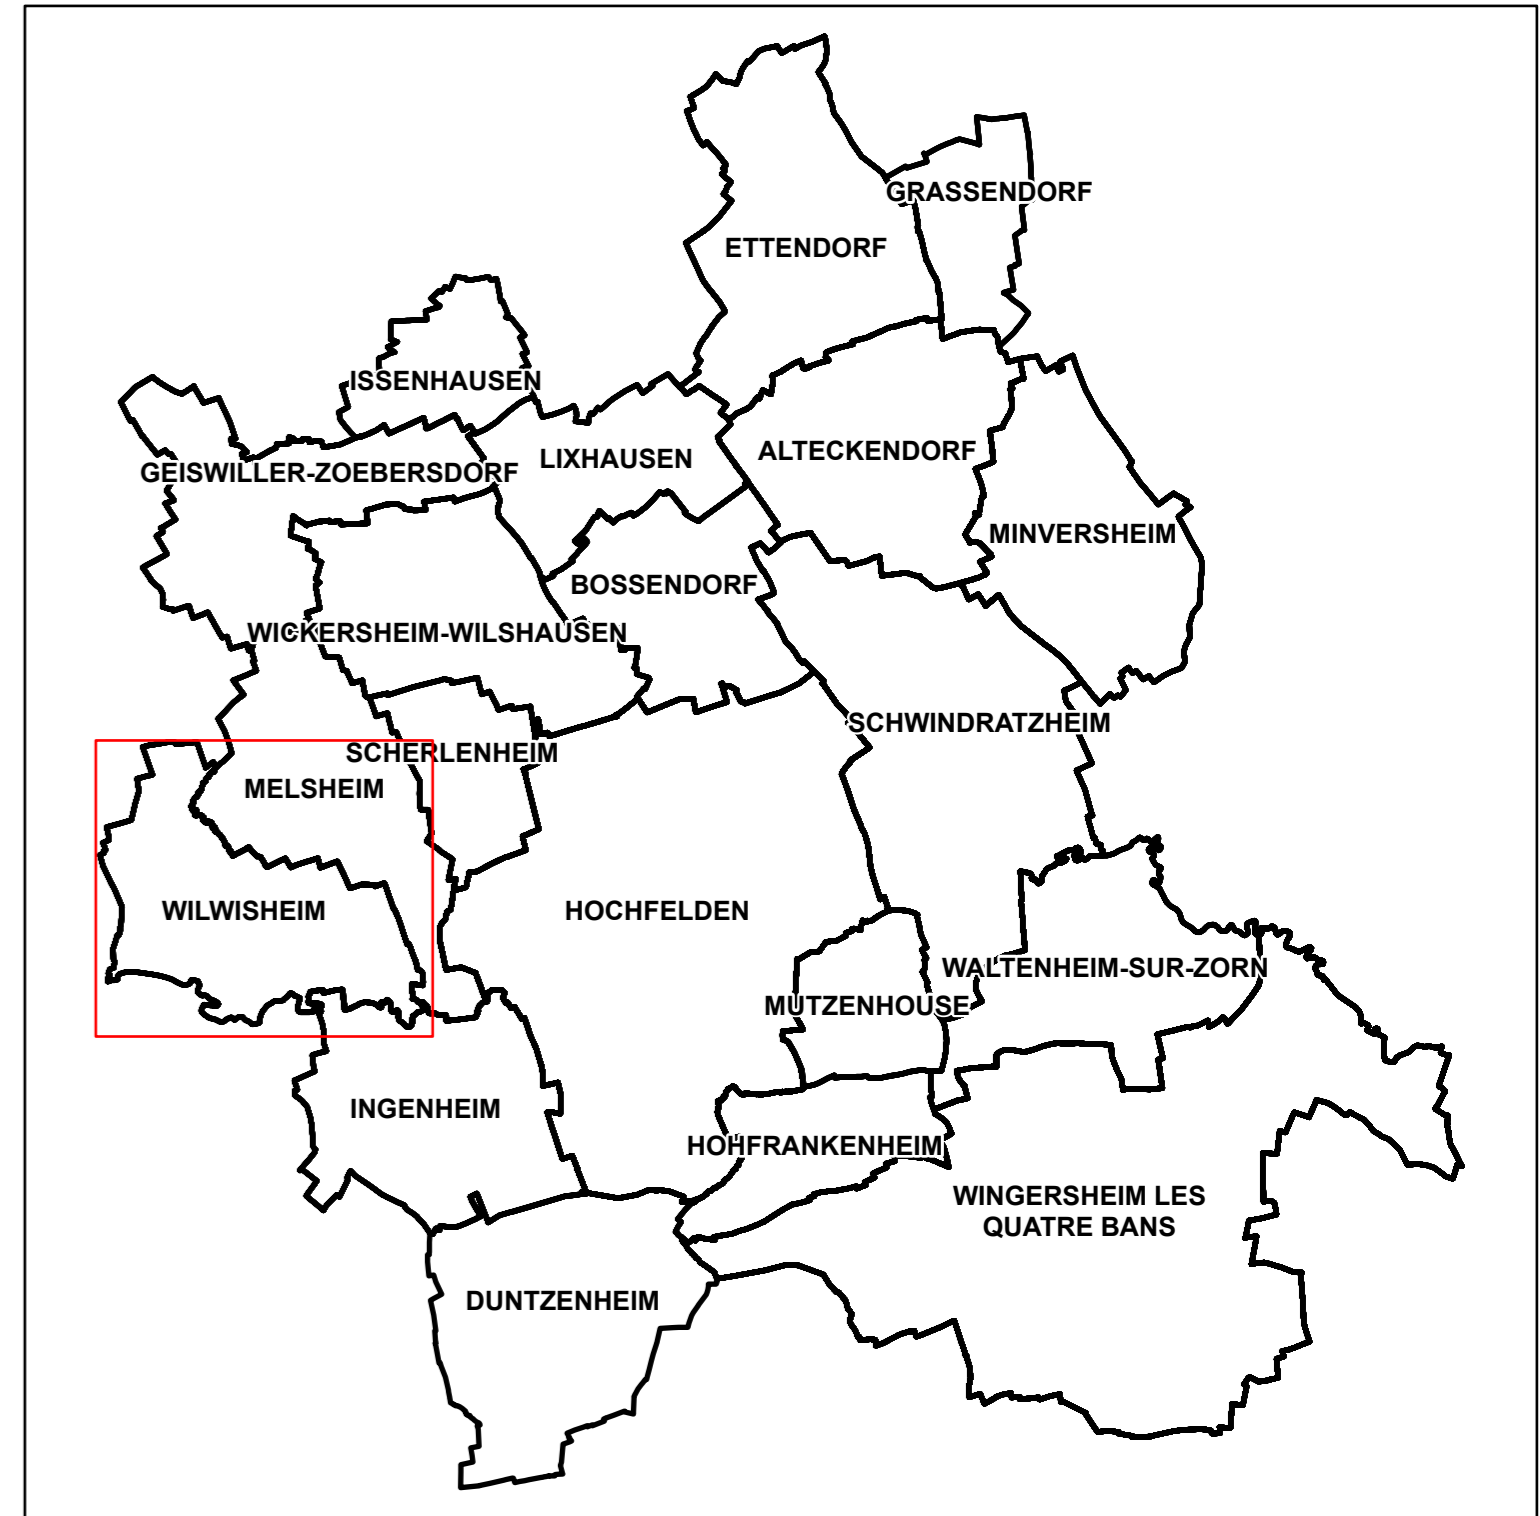 GRASSENDORF
ETTENDORF
ISSENHAUSEN
ALTECKENDORF
LIXHAUSEN
GEISWILLER-ZOEBERSDORF
MINVERSHEIM
BOSSENDORF
WICKERSHEIM-WILSHAUSEN
SCHWINDRATZHEIM
SCHERLENHEIM
MELSHEIM
WILWISHEIM
HOCHFELDEN
WALTENHEIM-SUR-ZORN
MUTZENHOUSE
INGENHEIM
HOHFRANKENHEIM
WINGERSHEIM LES
QUATRE BANS
DUNTZENHEIM